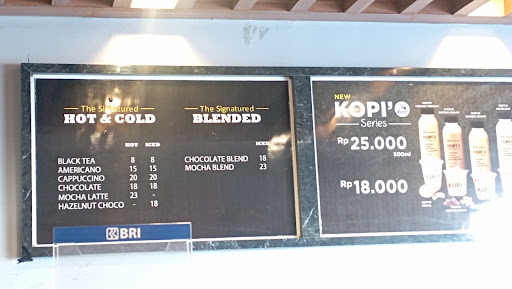 The Signatured
HOT & COLD
HOT ICED
BLACK TEA 8 8
AMERICANO 15 15
CAPPUCCINO 20 20
CHOCOLATE 18 18
MOCHA LATTE 23 -
HAZELNUT CHOCO - 18
The Signatured
BLENDED
ICED
CHOCOLATE BLEND 18
MOCHA BLEND 23
NEW
KOPI'O
Series
Rp 25.000
500ml
Rp 18.000
KOPI
BRI